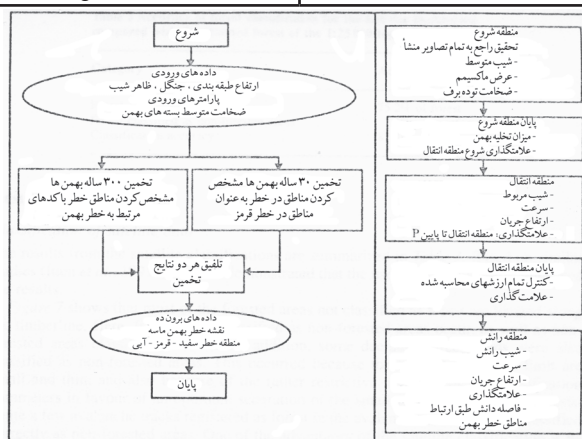 شروع
داده های ورودی
ارتفاع طبقه بندی ، جنگل ، ظاهر شیب
پارامترهای ورودی
ضخامت متوسط بسته های بهمن
تخمین ۳۰ ساله بهمن ها مشخص
کردن مناطق در خطر به عنوان
مناطق در خطر قرمز
تخمین ۳۰۰ ساله بهمن ها
مشخص کردن مناطق خطر با کدهای
مرتبط به خطر بهمن
تلفیق هر دو نتایج
تخمین
داده های برون ده
نقشه خطر بهمن ماسه
منطقه خطر سفید - قرمز - آبی
پایان
منطقه شروع
تحقیق راجع به تمام تصاویر منشأ
- شیب متوسط
- عرض ماکسیمم
- ضخامت توده برف
پایان منطقه شروع
- میزان تخلیه بهمن
- علامتگذاری شروع منطقه انتقال
منطقه انتقال
- شیب مربوط
- سرعت
- ارتفاع جریان
- علامتگذاری: منطقه انتقال تا پایین P
پایان منطقه انتقال
- کنترل تمام ارزشهای محاسبه شده
- علامت گذاری
منطقه رانش
- شیب رانش
- سرعت
- ارتفاع جریان
- علامتگذاری
- فاصله دانش طبق ارتباط
مناطق خطر بهمن